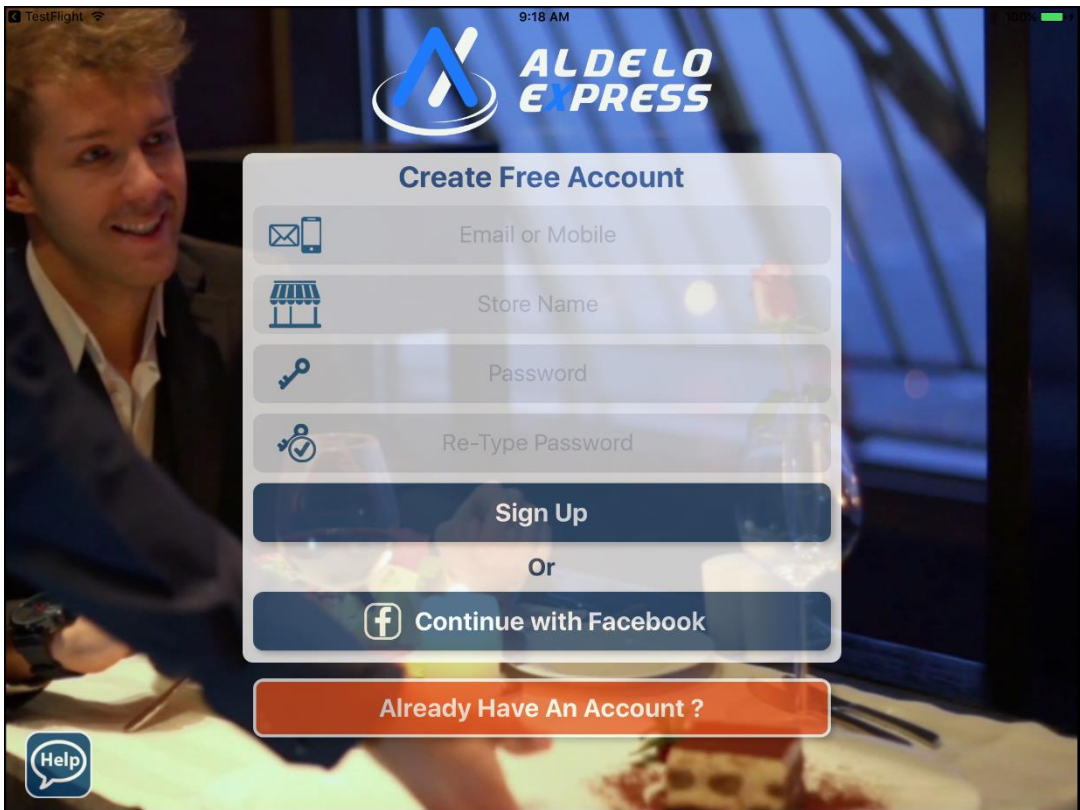 TestFlight
9:18 AM
100%
ALDELO
EXPRESS
Create Free Account
Email or Mobile
Store Name
Password
Re-Type Password
Sign Up
Or
Continue with Facebook
Already Have An Account ?
Help